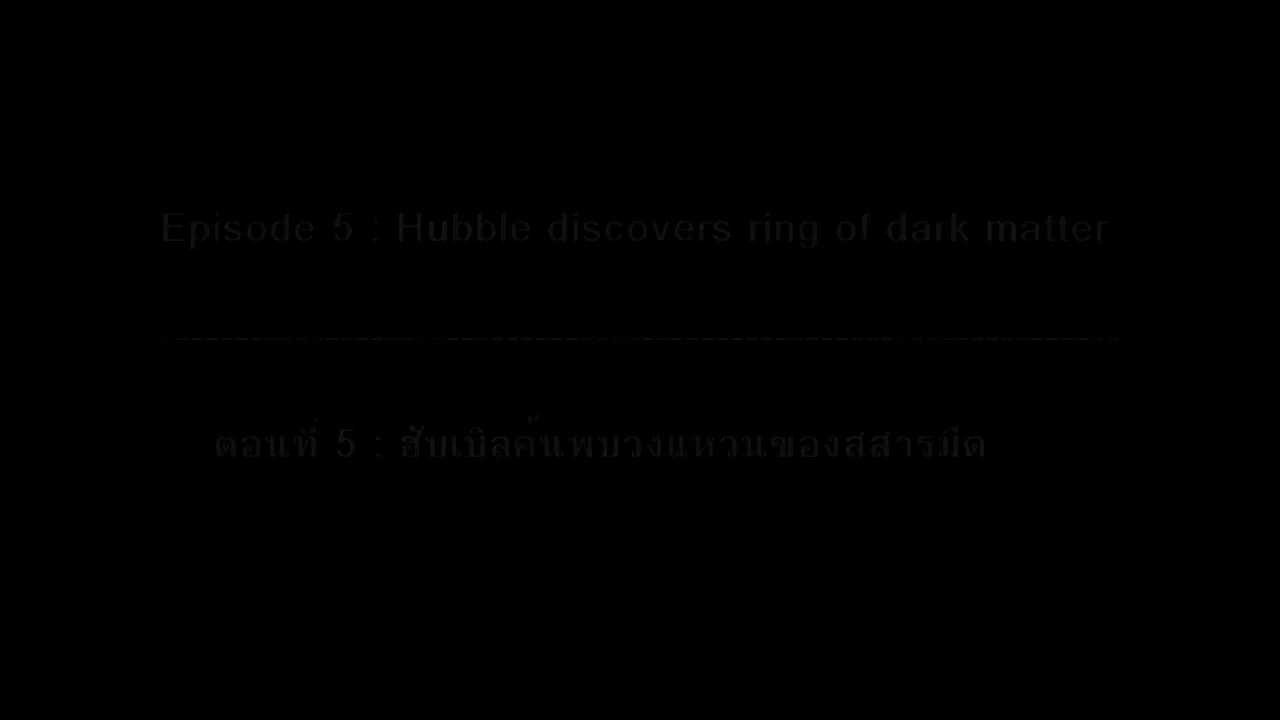 Episode 5 : Hubble discovers ring of dark matter
ตอนที่ 5 : ฮับเบิลค้นพบวงแหวนของสสารมืด